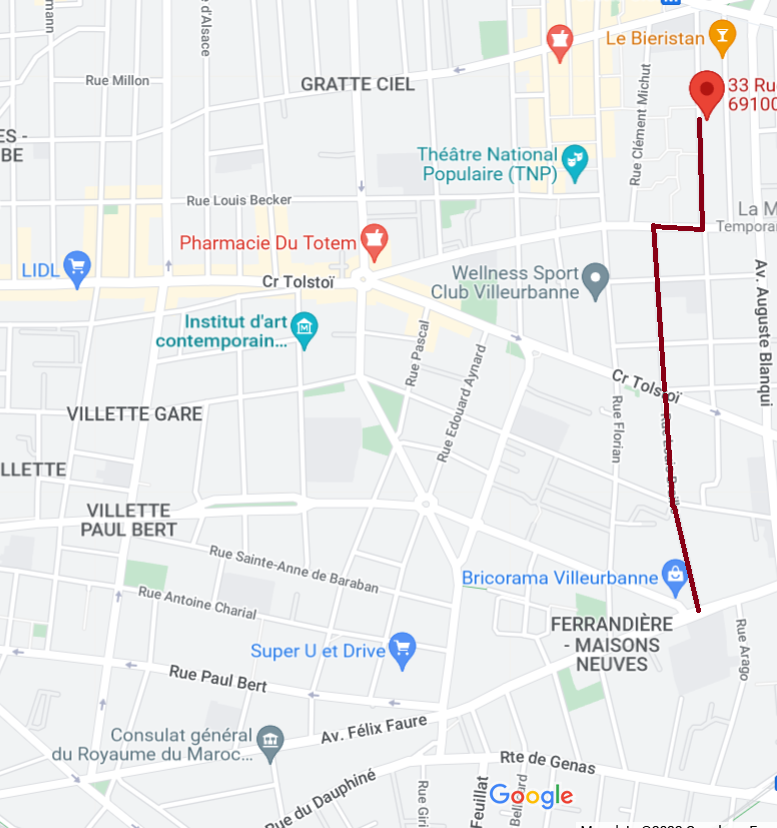 d'Alsace
Le Bieristan
Rue Millon
GRATTE CIEL
Rue Clément Michut
33 Ru
69100
ES -
BE
Théâtre National
Populaire (TNP)
Rue Louis Becker
La M
Tempora
Pharmacie Du Totem
LIDL
Cr Tolstoï
Wellness Sport
Club Villeurbanne
Av. Auguste Blanqui
Institut d'art
contemporain...
Rue Pascal
Rue Edouard Aynard
Cr Tolstoï
Rue Florian
VILLETTE GARE
LLETTE
VILLETTE
PAUL BERT
Rue Sainte-Anne de Baraban
Bricorama Villeurbanne
Rue Antoine Charial
FERRANDIÈRE
- MAISONS
NEUVES
Rue Arago
Super U et Drive
Rue Paul Bert
Consulat général
du Royaume du Maroc...
Av. Félix Faure
Rte de Genas
Rue du Dauphiné
Rue Giri
Feuillat
Google